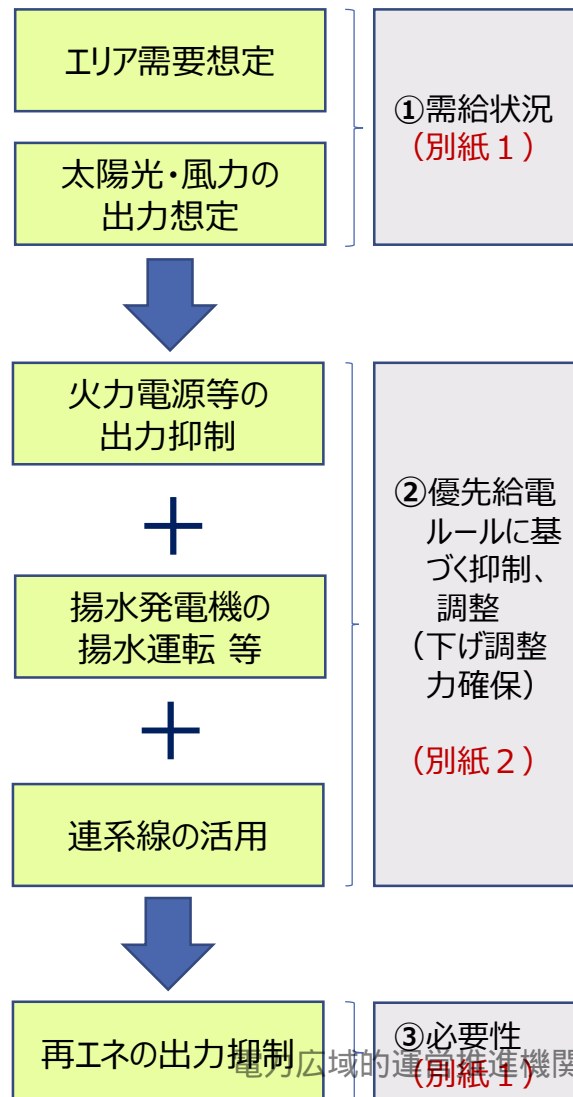 エリア需要想定
太陽光・風力の
出力想定
①需給状況
（別紙１）
火力電源等の
出力抑制
＋
揚水発電機の
揚水運転 等
＋
連系線の活用
②優先給電
ルールに基
づく抑制、
調整
（下げ調整
力確保）
（別紙２）
再エネの出力抑制
③必要性
（別紙１）
電力広域的運営推進機関